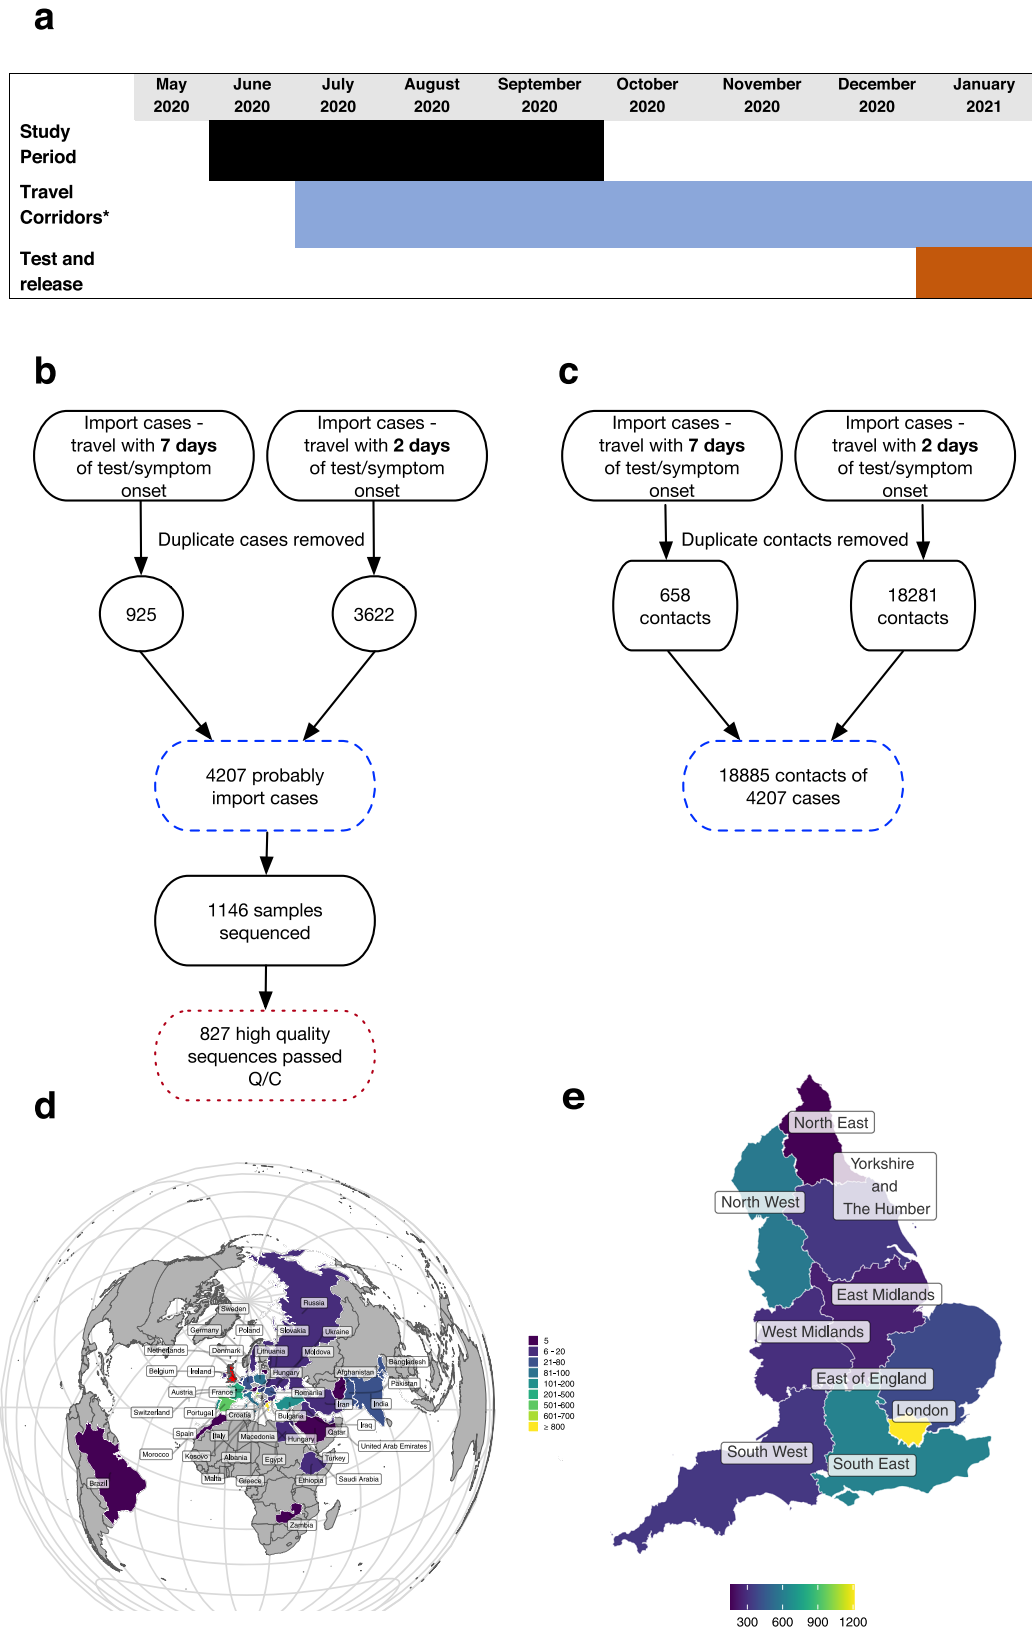 a
May 2020
June 2020
July 2020
August 2020
September 2020
October 2020
November 2020
December 2020
January 2021
Study
Period
Travel
Corridors*
Test and
release
b
Import cases -
travel with 7 days
of test/symptom
onset
Import cases -
travel with 2 days
of test/symptom
onset
Duplicate cases removed
925
3622
4207 probably
import cases
1146 samples
sequenced
827 high quality
sequences passed
Q/C
c
Import cases -
travel with 7 days
of test/symptom
onset
Import cases -
travel with 2 days
of test/symptom
onset
Duplicate contacts removed
658
contacts
18281
contacts
18885 contacts of
4207 cases
d
Sweden
Russia
Germany
Poland
Slovakia
Ukraine
Netherlands
Denmark
Lithuania
Moldova
Bangladesh
Belgium
Ireland
Hungary
Afghanistan
Pakistan
Austria
France
Romania
Iran
India
Switzerland
Portugal
Croatia
Bulgaria
Iraq
Spain
Italy
Macedonia
Hungary
Qatar
United Arab Emirates
Morocco
Kosovo
Albania
Egypt
Turkey
Malta
Greece
Ethiopia
Saudi Arabia
Brazil
Zambia
5
6 - 20
21-80
81-100
101-200
201-500
501-600
601-700
≥ 800
e
North East
Yorkshire
and
The Humber
North West
East Midlands
West Midlands
East of England
London
South West
South East
300 600 900 1200